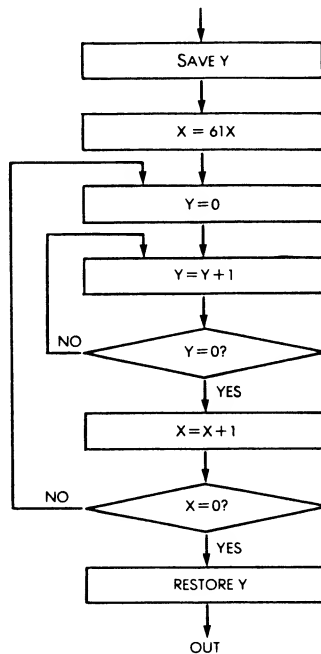 SAVE Y
X = 61X
Y=0
Y=Y+1
NO
Y=0?
YES
X=X+1
NO
X=0?
YES
RESTORE Y
OUT